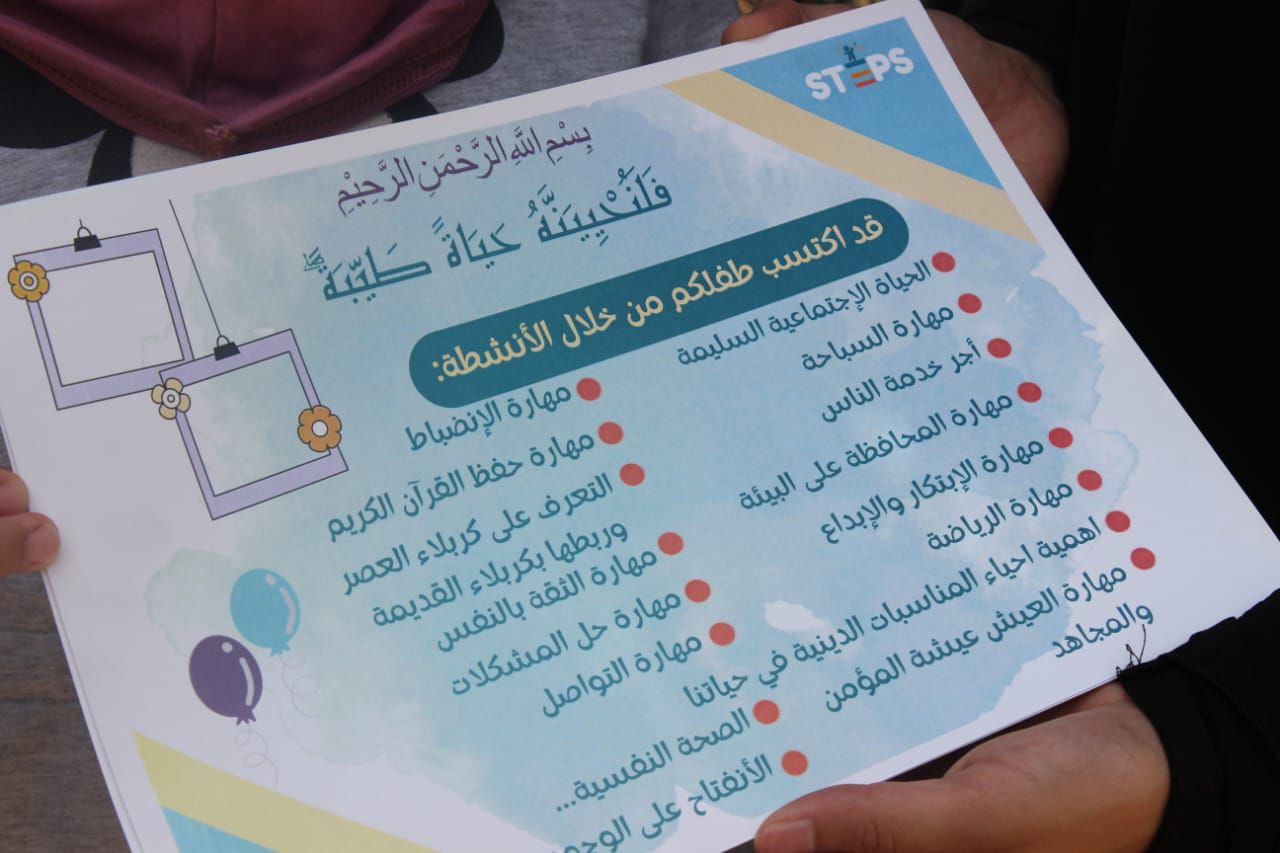 STEPS
بِسْمِ اللَّهِ الرَّحْمَنِ الرَّحِيْمِ
فَلَنُحْيِيَنَّهُ حَيَاةً طَيِّبَةً
قد اكتسب طفلكم من خلال الأنشطة:
الحياة الإجتماعية السليمة
مهارة السباحة
أجر خدمة الناس
مهارة المحافظة على البيئة
مهارة الإبتكار والإبداع
مهارة الرياضة
اهمية احياء المناسبات الدينية في حياتنا
مهارة العيش عيشة المؤمن
والمجاهد
مهارة الإنضباط
مهارة حفظ القرآن الكريم
التعرف على كربلاء العصر
وربطها بكربلاء القديمة
مهارة الثقة بالنفس
مهارة حل المشكلات
مهارة التواصل
الصحة النفسية...
الأنفتاح على